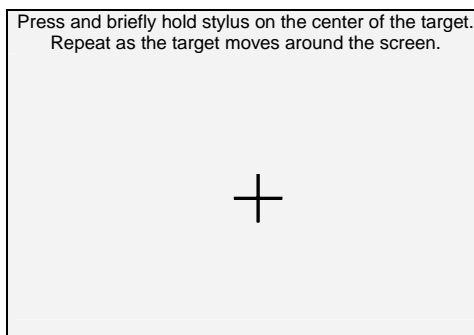 Press and briefly hold stylus on the center of the target.
Repeat as the target moves around the screen.